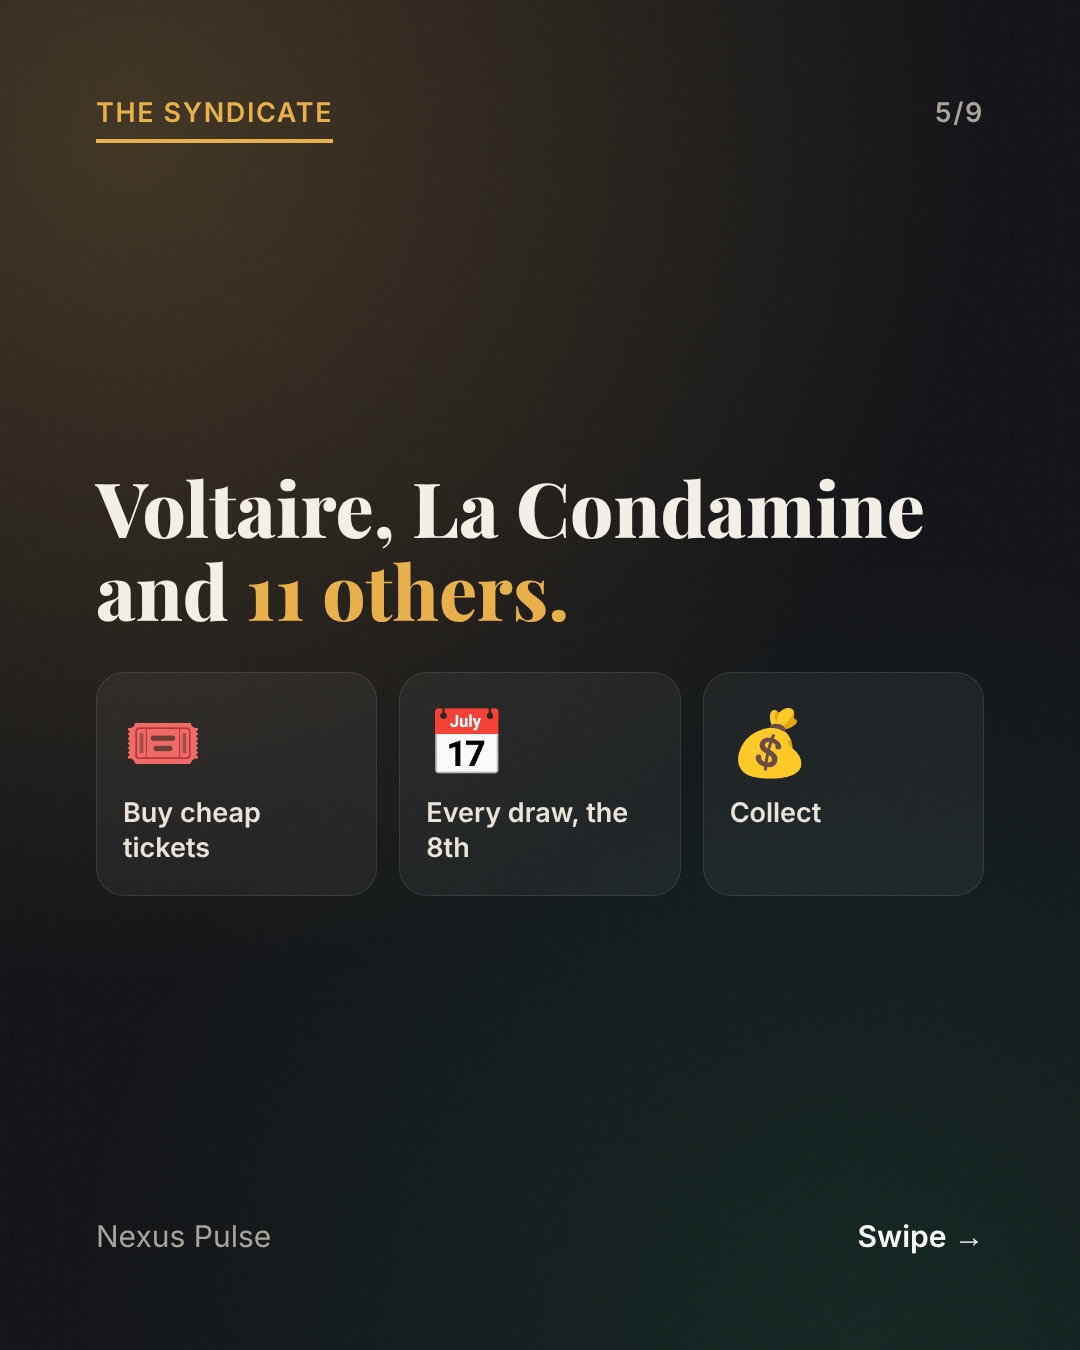 THE SYNDICATE
5/9
Voltaire, La Condamine
and 11 others.
July
17
$
Buy cheap
tickets
Every draw, the
8th
Collect
Nexus Pulse
Swipe →